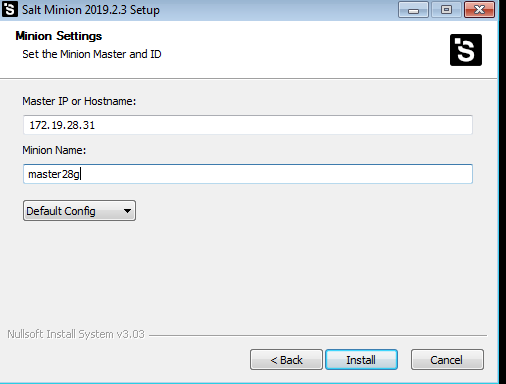 Salt Minion 2019.2.3 Setup
Minion Settings
Set the Minion Master and ID
Master IP or Hostname:
172.19.28.31
Minion Name:
master28g
Default Config
Nullsoft Install System v3.03
< Back Install Cancel